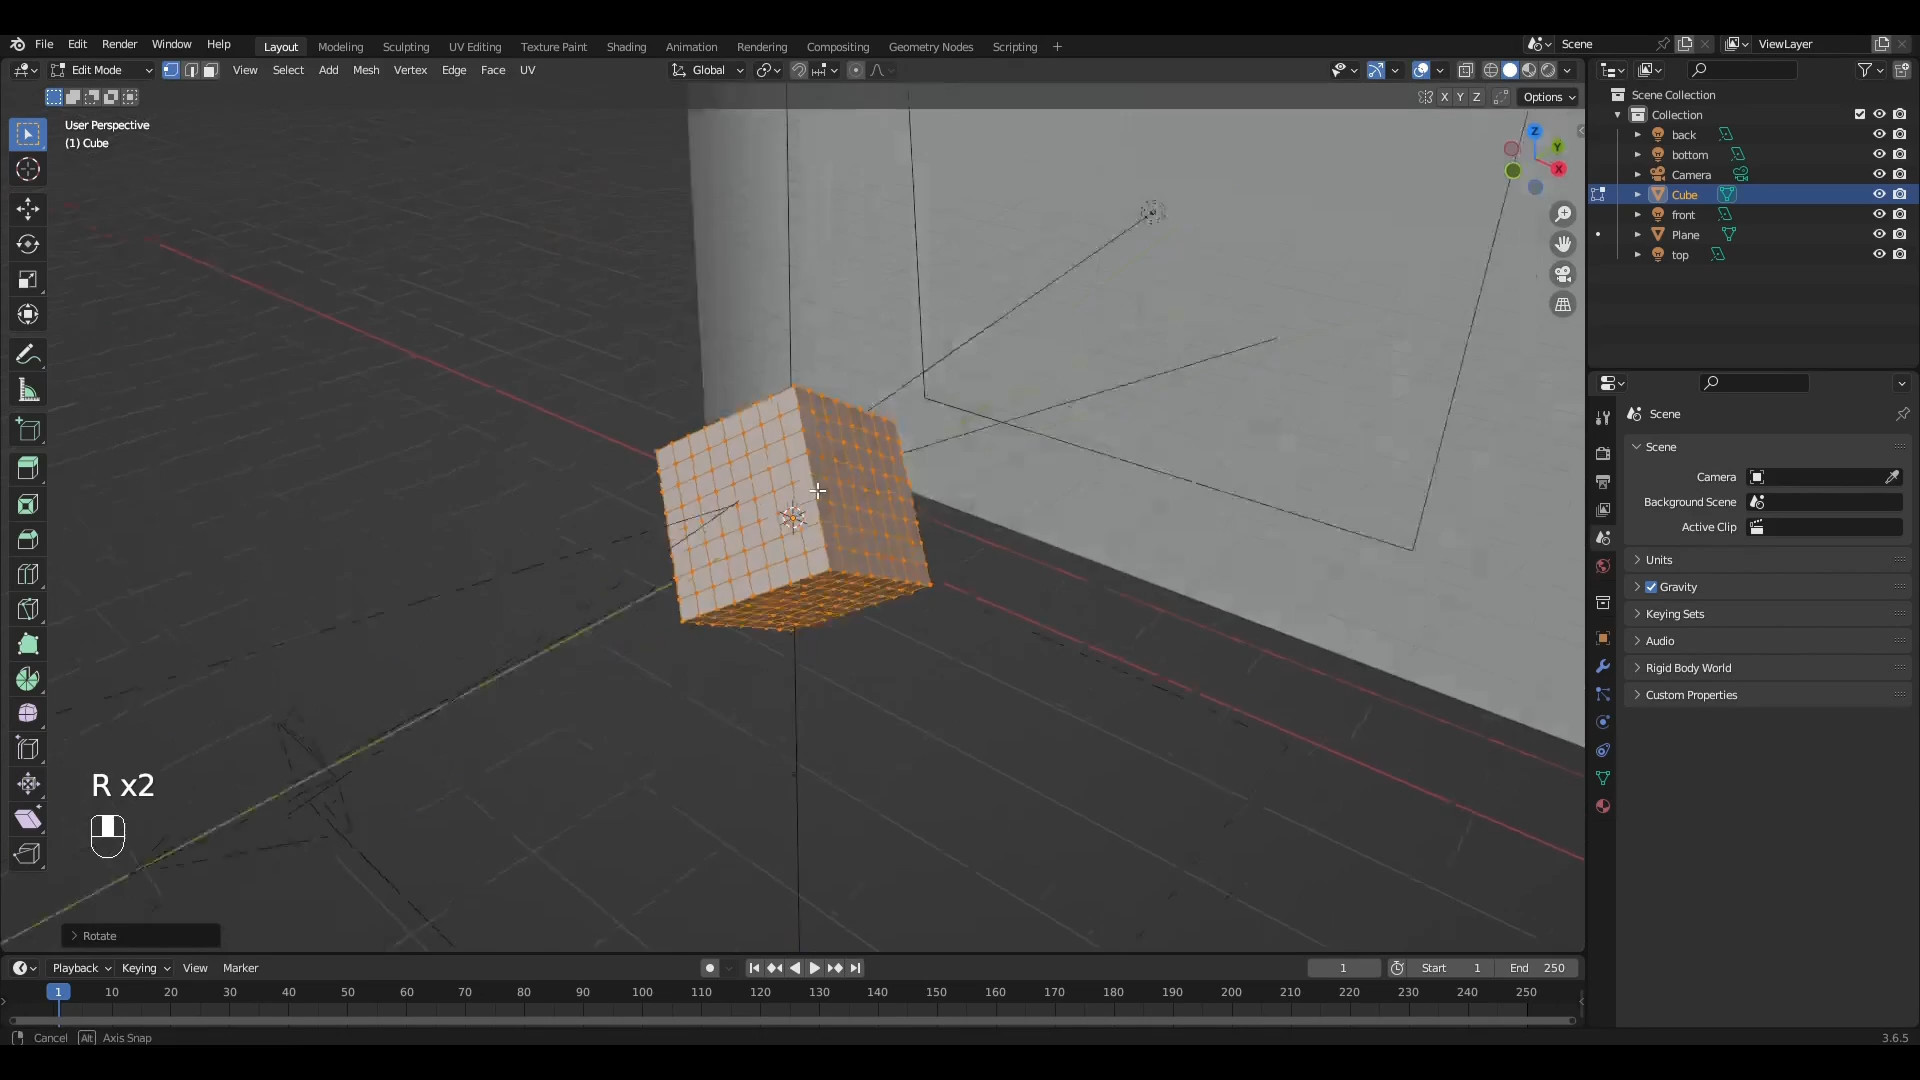 File Edit Render Window Help Layout Modeling Sculpting UV Editing Texture Paint Shading Animation Rendering Compositing Geometry Nodes Scripting + Scene ViewLayer
Edit Mode View Select Add Mesh Vertex Edge Face UV Global
X Y Z Options
User Perspective
(1) Cube
Z
Y
X
Scene Collection
Collection
back
bottom
Camera
Cube
front
Plane
top
Scene
Scene
Camera
Background Scene
Active Clip
Units
Gravity
Keying Sets
Audio
Rigid Body World
Custom Properties
R x2
Rotate
Playback Keying View Marker 1 Start 1 End 250
1 10 20 30 40 50 60 70 80 90 100 110 120 130 140 150 160 170 180 190 200 210 220 230 240 250
Cancel Alt Axis Snap 3.6.5